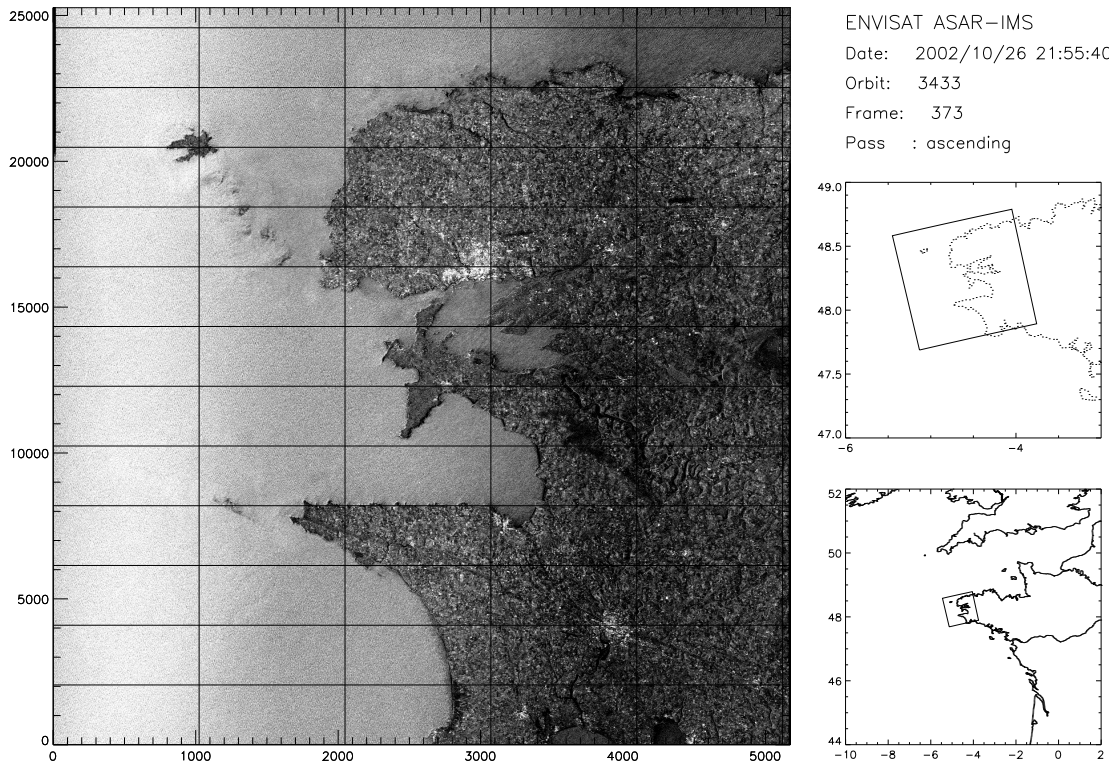 ENVISAT ASAR-IMS
Date: 2002/10/26 21:55:40
Orbit: 3433
Frame: 373
Pass : ascending
25000
20000
15000
10000
5000
0
0 1000 2000 3000 4000 5000
49.0
48.5
48.0
47.5
47.0
-6 -4
52
50
48
46
44
-10 -8 -6 -4 -2 0 2